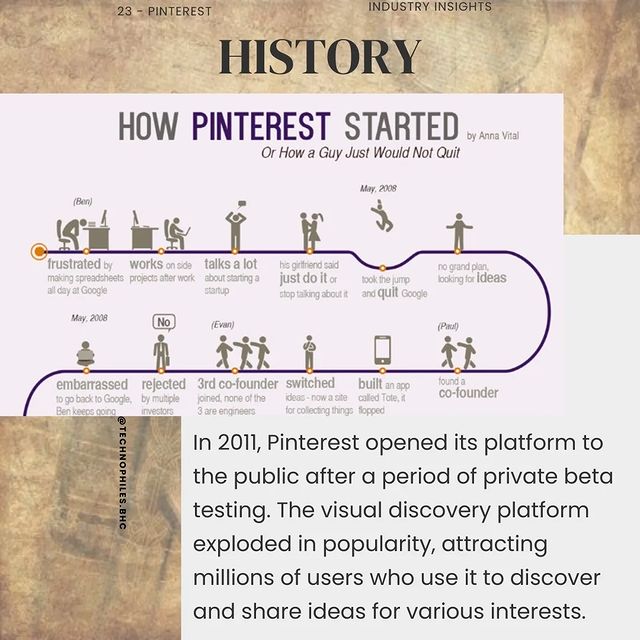 23 - PINTEREST
INDUSTRY INSIGHTS
HISTORY
HOW PINTEREST STARTED by Anna Vital
Or How a Guy Just Would Not Quit
(Ben)
frustrated by
making spreadsheets
all day at Google
works on side
projects after work
talks a lot
about starting a
startup
his girlfriend said
just do it or
stop talking about it
May, 2008
took the jump
and quit Google
no grand plan,
looking for ideas
May, 2008
embarrassed
to go back to Google,
Ben keeps going
No
rejected
by multiple
investors
(Evan)
3rd co-founder
joined, none of the
3 are engineers
switched
ideas - now a site
for collecting things
built an app
called Tote, it
flopped
(Paul)
found a
co-founder
@TECHNOPHILES.BHC
In 2011, Pinterest opened its platform to
the public after a period of private beta
testing. The visual discovery platform
exploded in popularity, attracting
millions of users who use it to discover
and share ideas for various interests.